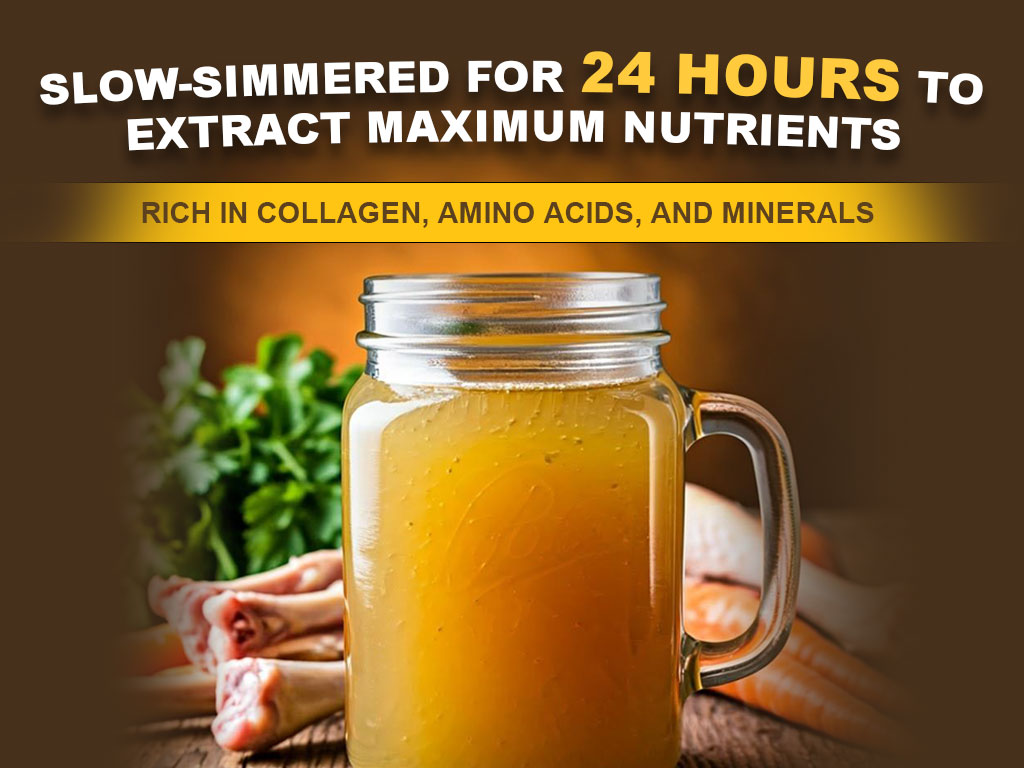 SLOW-SIMMERED FOR 24 HOURS TO
EXTRACT MAXIMUM NUTRIENTS
RICH IN COLLAGEN, AMINO ACIDS, AND MINERALS